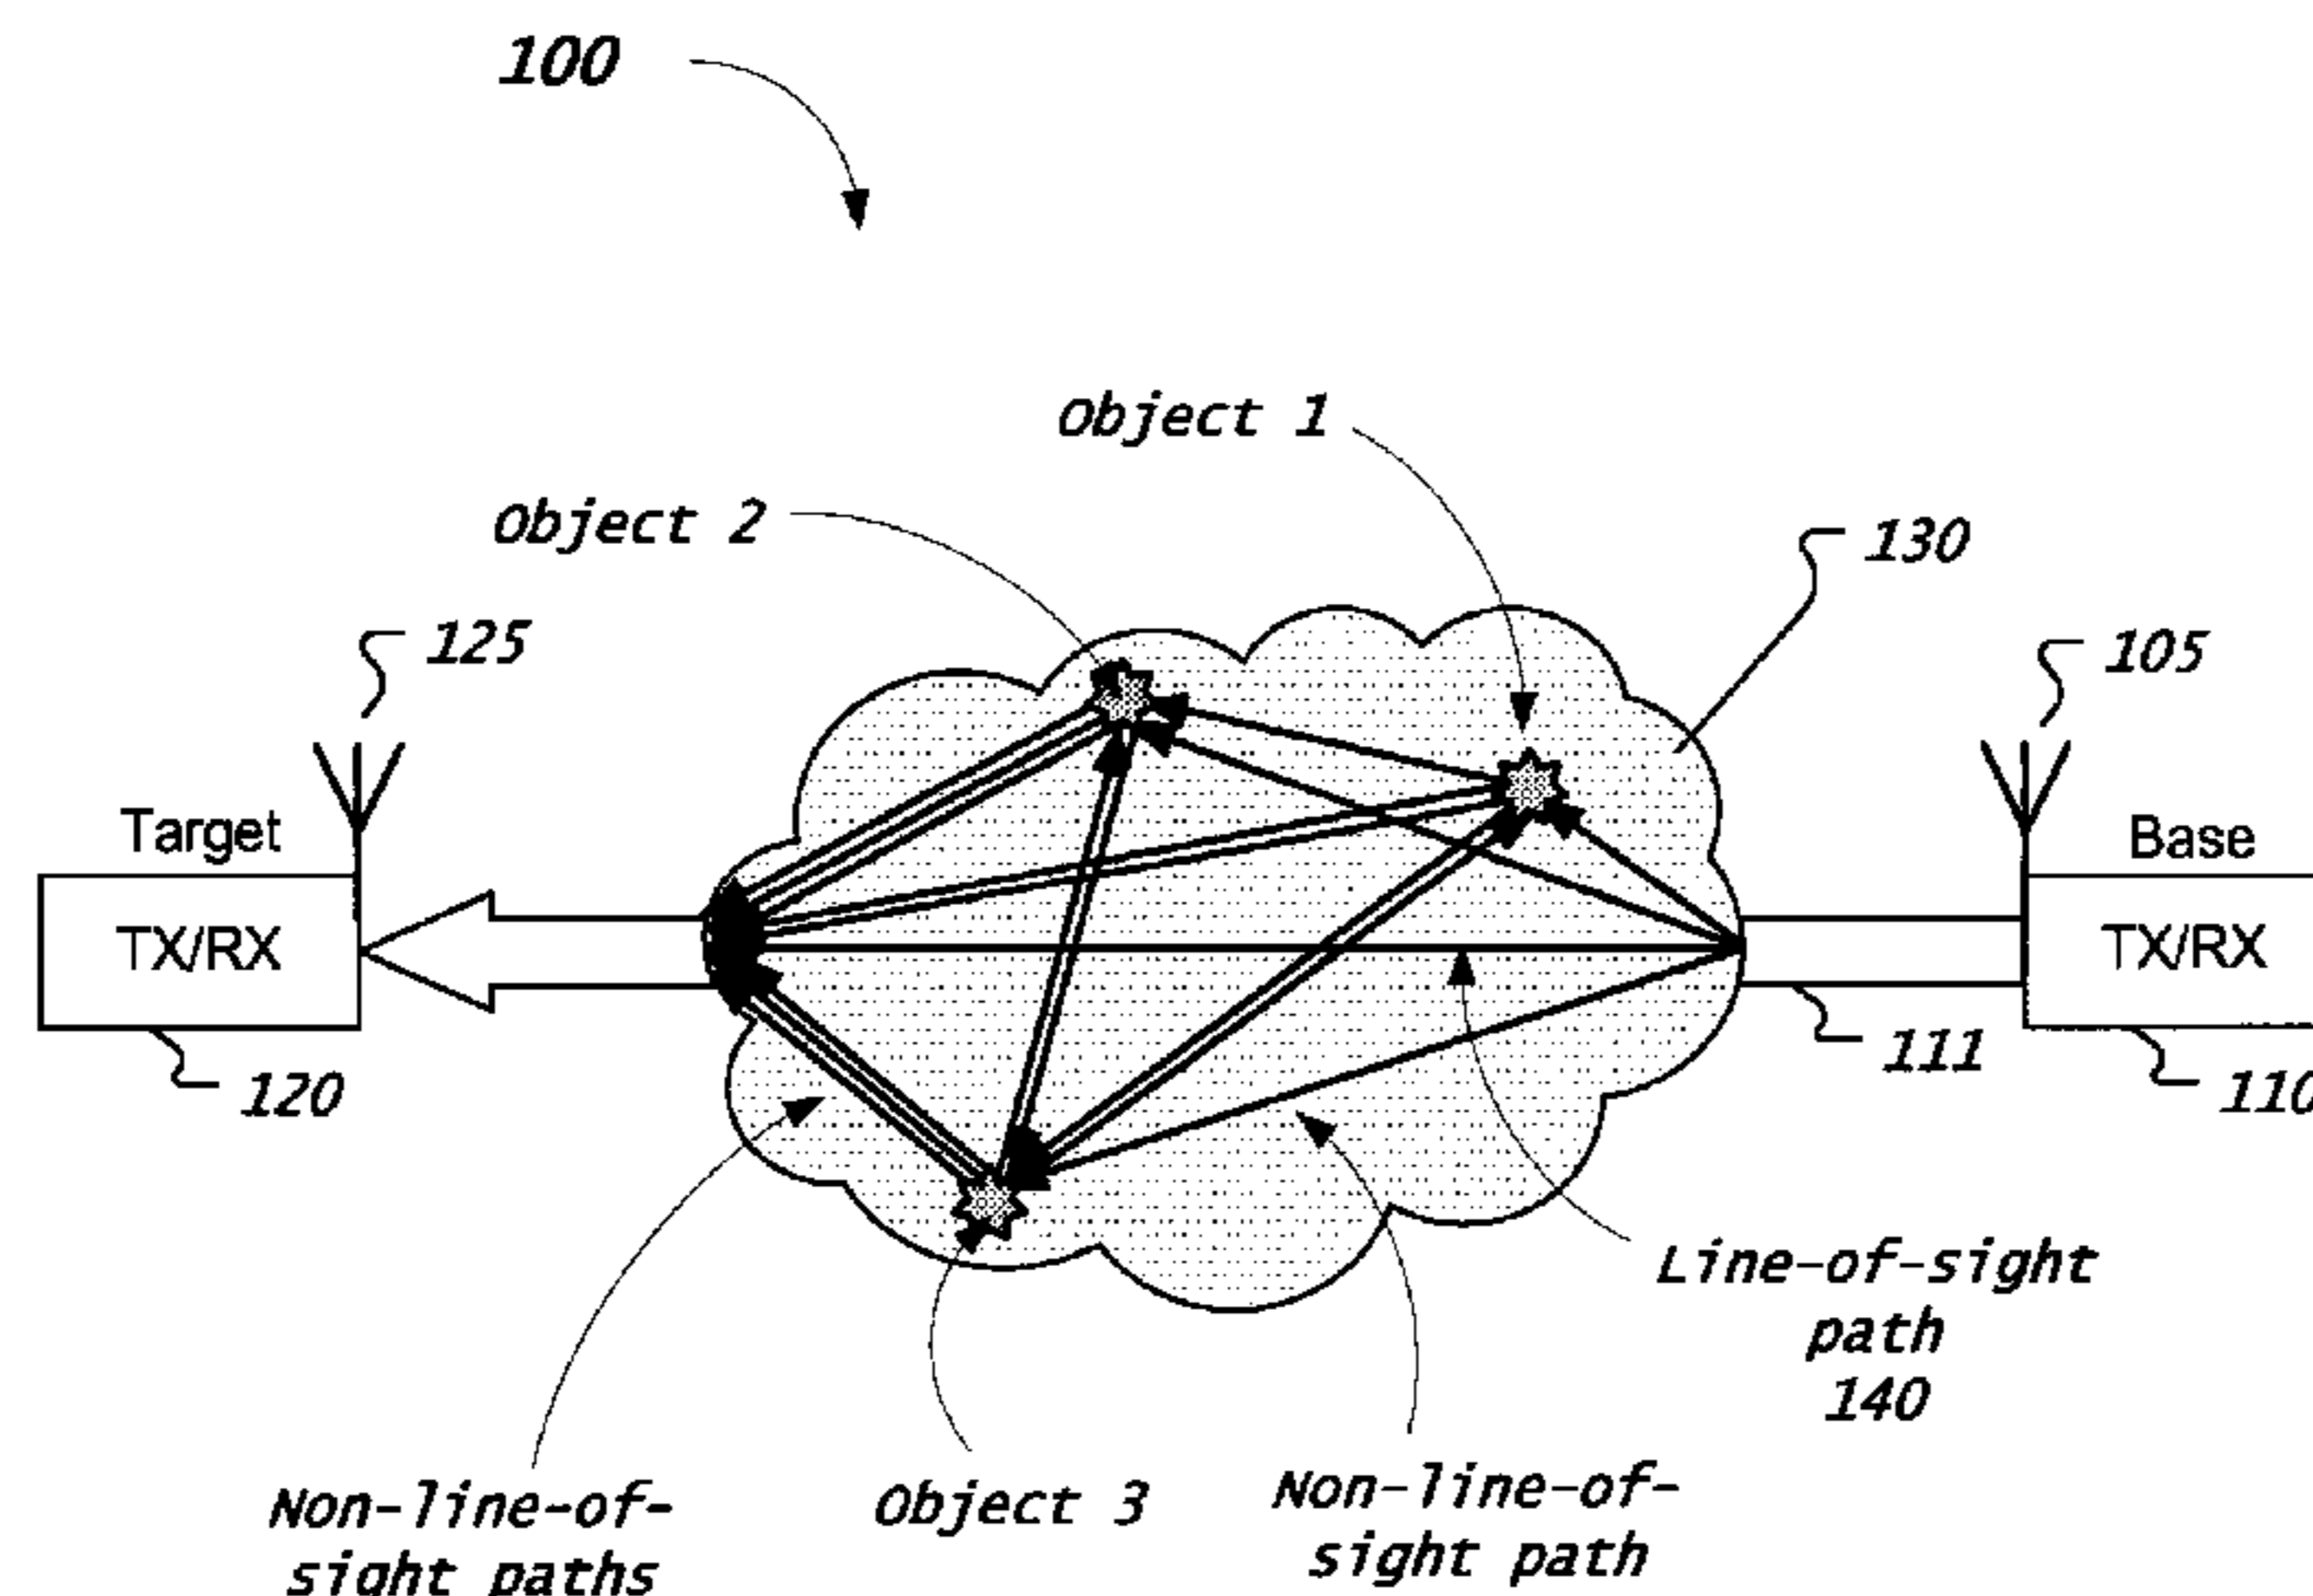 100
Object 1
Object 2
130
125
105
Target
Base
TX/RX
TX/RX
111
120
110
Line-of-sight
path
140
Non-line-of-
sight paths
Object 3
Non-line-of-
sight path